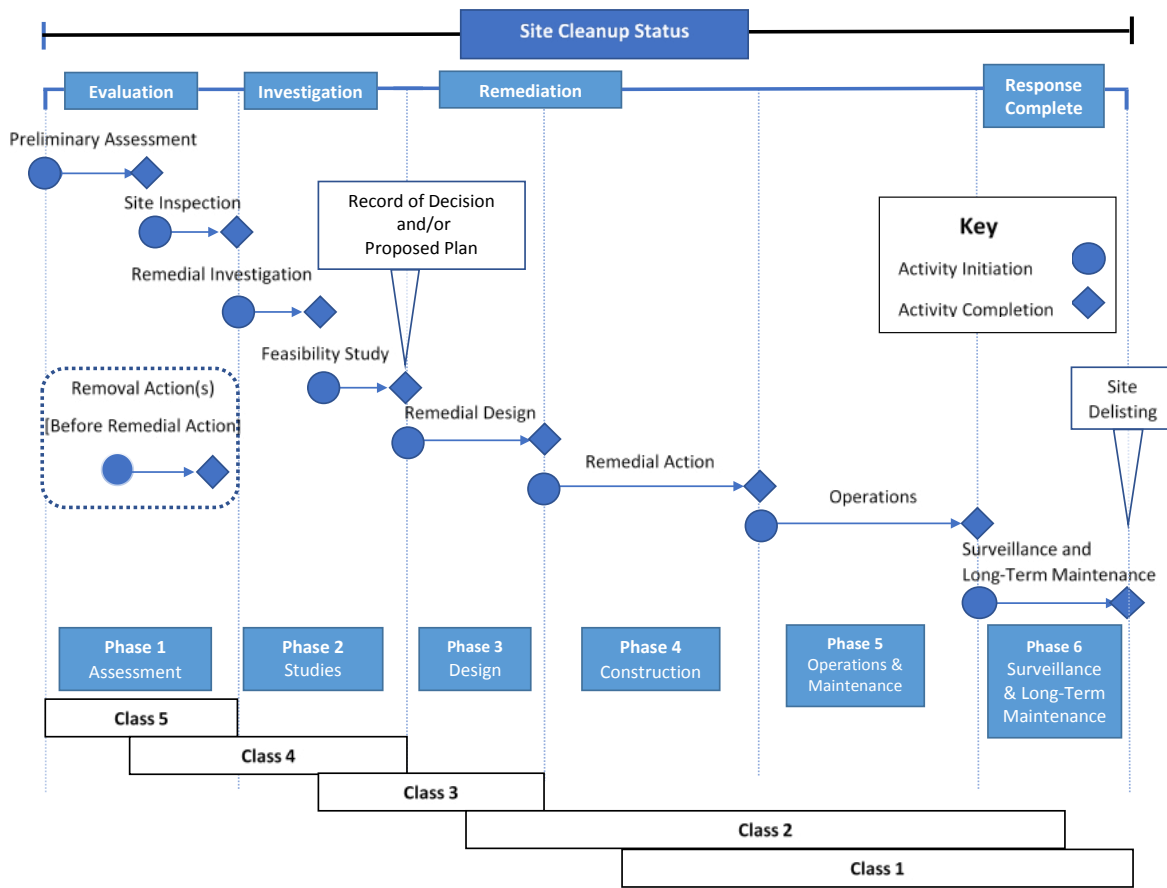 Site Cleanup Status
Evaluation
Investigation
Remediation
Response
Complete
Preliminary Assessment
Site Inspection
Remedial Investigation
Record of Decision
and/or
Proposed Plan
Key
Activity Initiation
Activity Completion
Feasibility Study
Removal Action(s)
[Before Remedial Action]
Remedial Design
Site
Delisting
Remedial Action
Operations
Surveillance and
Long-Term Maintenance
Phase 1
Assessment
Phase 2
Studies
Phase 3
Design
Phase 4
Construction
Phase 5
Operations &
Maintenance
Phase 6
Surveillance
& Long-Term
Maintenance
Class 5
Class 4
Class 3
Class 2
Class 1